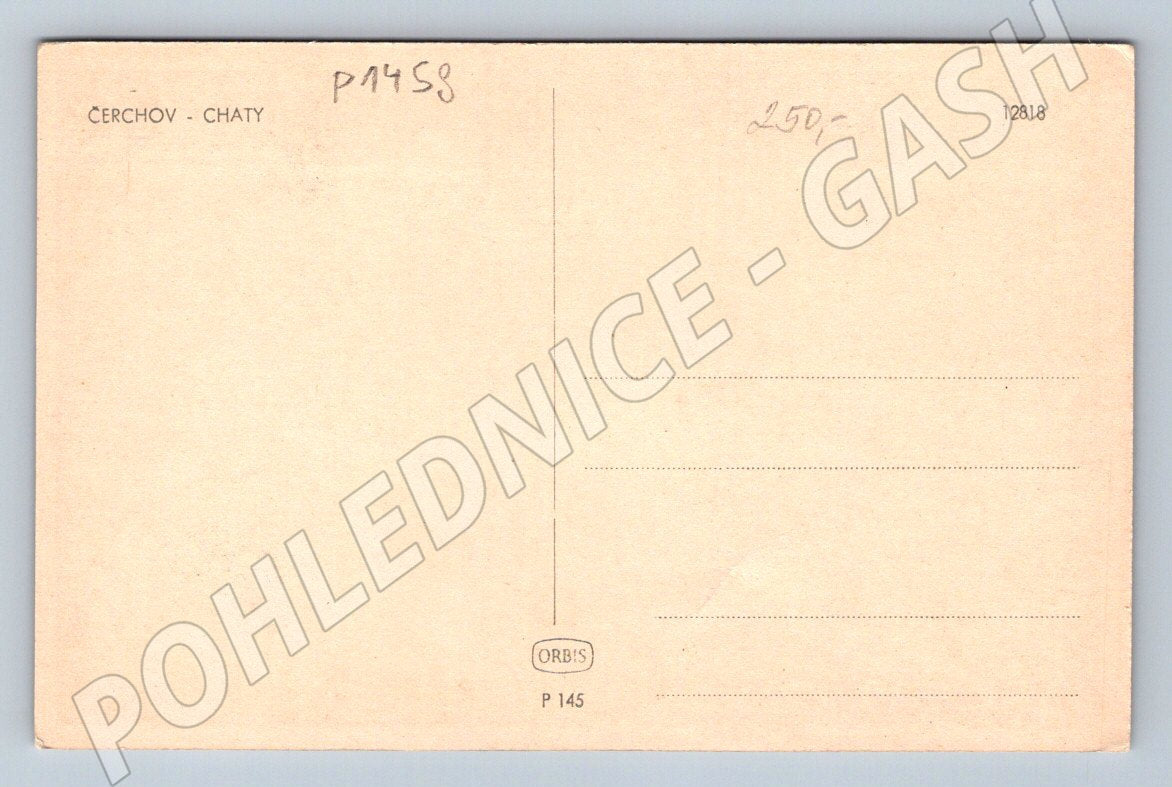 P1458
ČERCHOV - CHATY
250,-
12818
ORBIS
P 145
POHLEDNICE - GASH